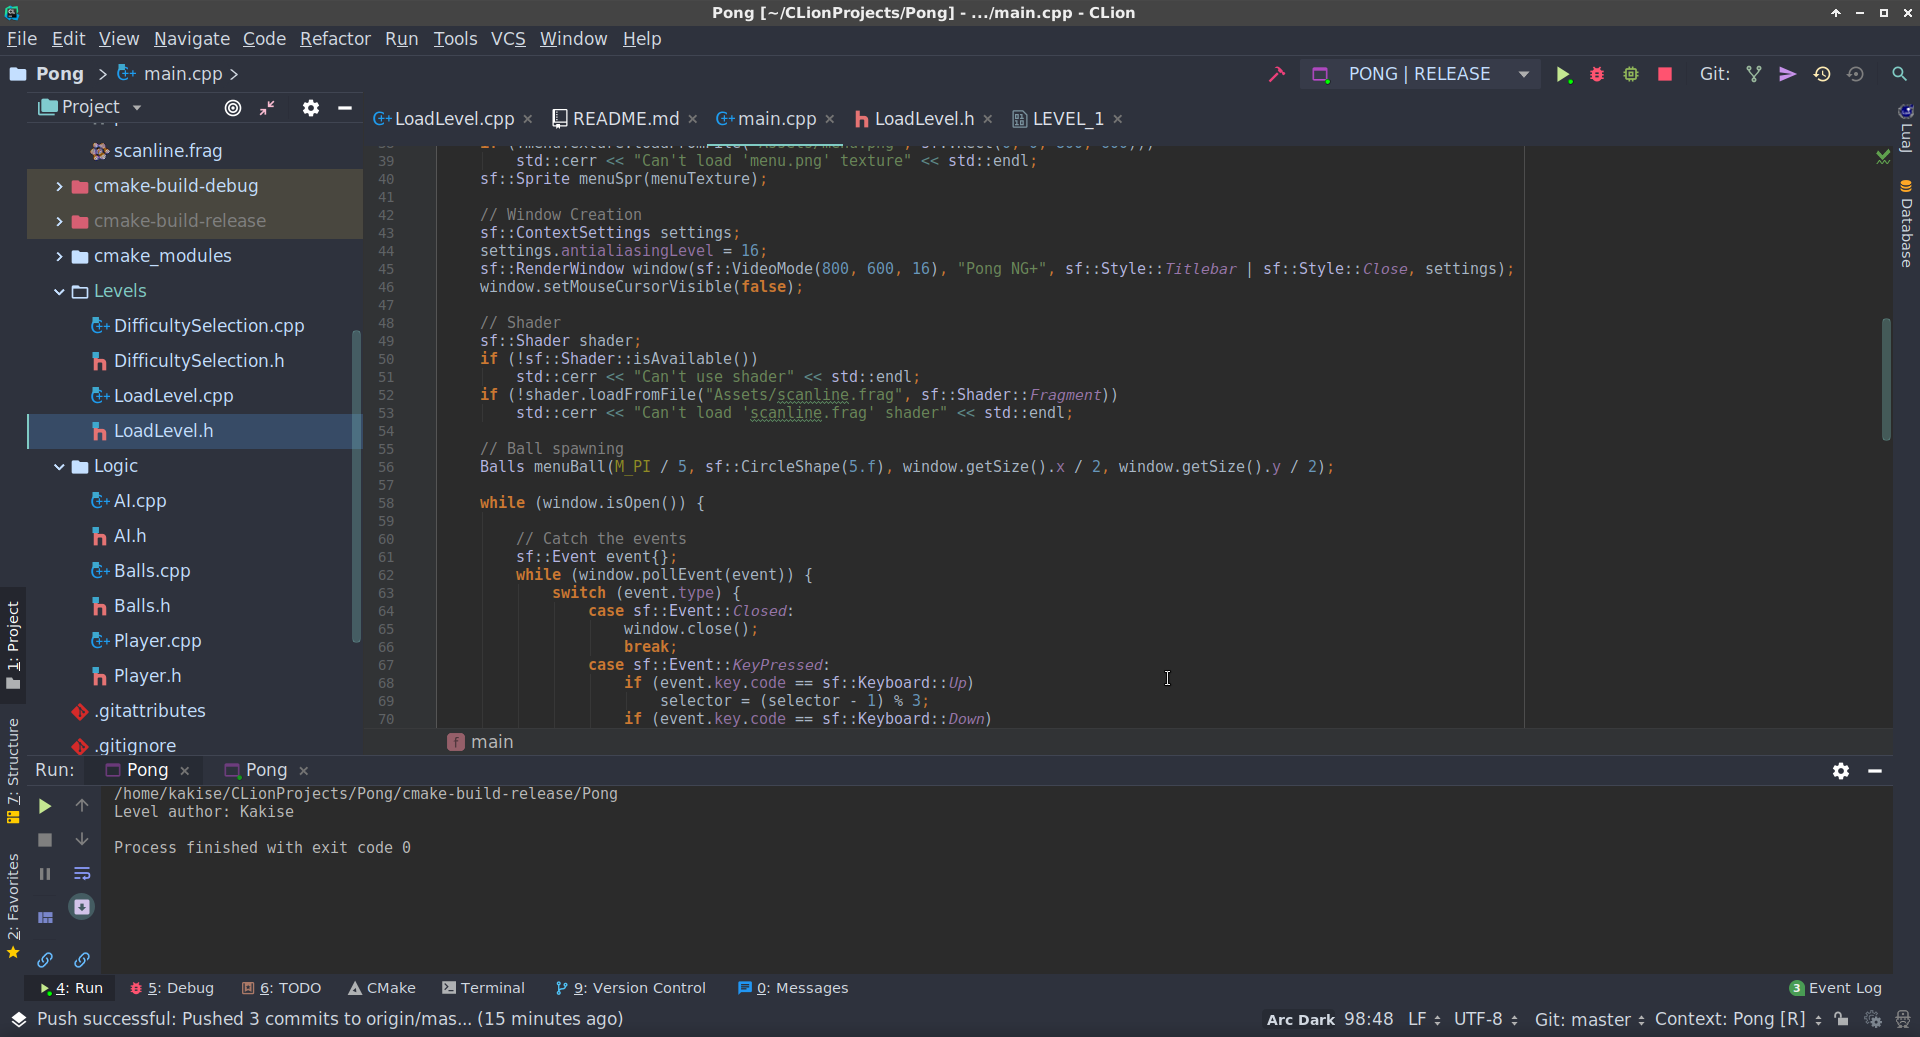 Pong [~/CLionProjects/Pong] - .../main.cpp - CLion
File Edit View Navigate Code Refactor Run Tools VCS Window Help
Pong > main.cpp >
PONG | RELEASE
Git:
Project
LoadLevel.cpp
README.md
main.cpp
LoadLevel.h
LEVEL_1
scanline.frag
cmake-build-debug
cmake-build-release
cmake_modules
Levels
DifficultySelection.cpp
DifficultySelection.h
LoadLevel.cpp
LoadLevel.h
Logic
AI.cpp
AI.h
Balls.cpp
Balls.h
Player.cpp
Player.h
.gitattributes
.gitignore
39 std::cerr << "Can't load 'menu.png' texture" << std::endl;
40 sf::Sprite menuSpr(menuTexture);
41
42 // Window Creation
43 sf::ContextSettings settings;
44 settings.antialiasingLevel = 16;
45 sf::RenderWindow window(sf::VideoMode(800, 600, 16), "Pong NG+", sf::Style::Titlebar | sf::Style::Close, settings);
46 window.setMouseCursorVisible(false);
47
48 // Shader
49 sf::Shader shader;
50 if (!sf::Shader::isAvailable())
51 std::cerr << "Can't use shader" << std::endl;
52 if (!shader.loadFromFile("Assets/scanline.frag", sf::Shader::Fragment))
53 std::cerr << "Can't load 'scanline.frag' shader" << std::endl;
54
55 // Ball spawning
56 Balls menuBall(M_PI / 5, sf::CircleShape(5.f), window.getSize().x / 2, window.getSize().y / 2);
57
58 while (window.isOpen()) {
59
60 // Catch the events
61 sf::Event event{};
62 while (window.pollEvent(event)) {
63 switch (event.type) {
64 case sf::Event::Closed:
65 window.close();
66 break;
67 case sf::Event::KeyPressed:
68 if (event.key.code == sf::Keyboard::Up)
69 selector = (selector - 1) % 3;
70 if (event.key.code == sf::Keyboard::Down)
f main
Luaj
Database
1: Project
7: Structure
2: Favorites
Run: Pong Pong
/home/kakise/CLionProjects/Pong/cmake-build-release/Pong
Level author: Kakise
Process finished with exit code 0
4: Run 5: Debug 6: TODO CMake Terminal 9: Version Control 0: Messages 3 Event Log
Push successful: Pushed 3 commits to origin/mas... (15 minutes ago) Arc Dark 98:48 LF UTF-8 Git: master Context: Pong [R]